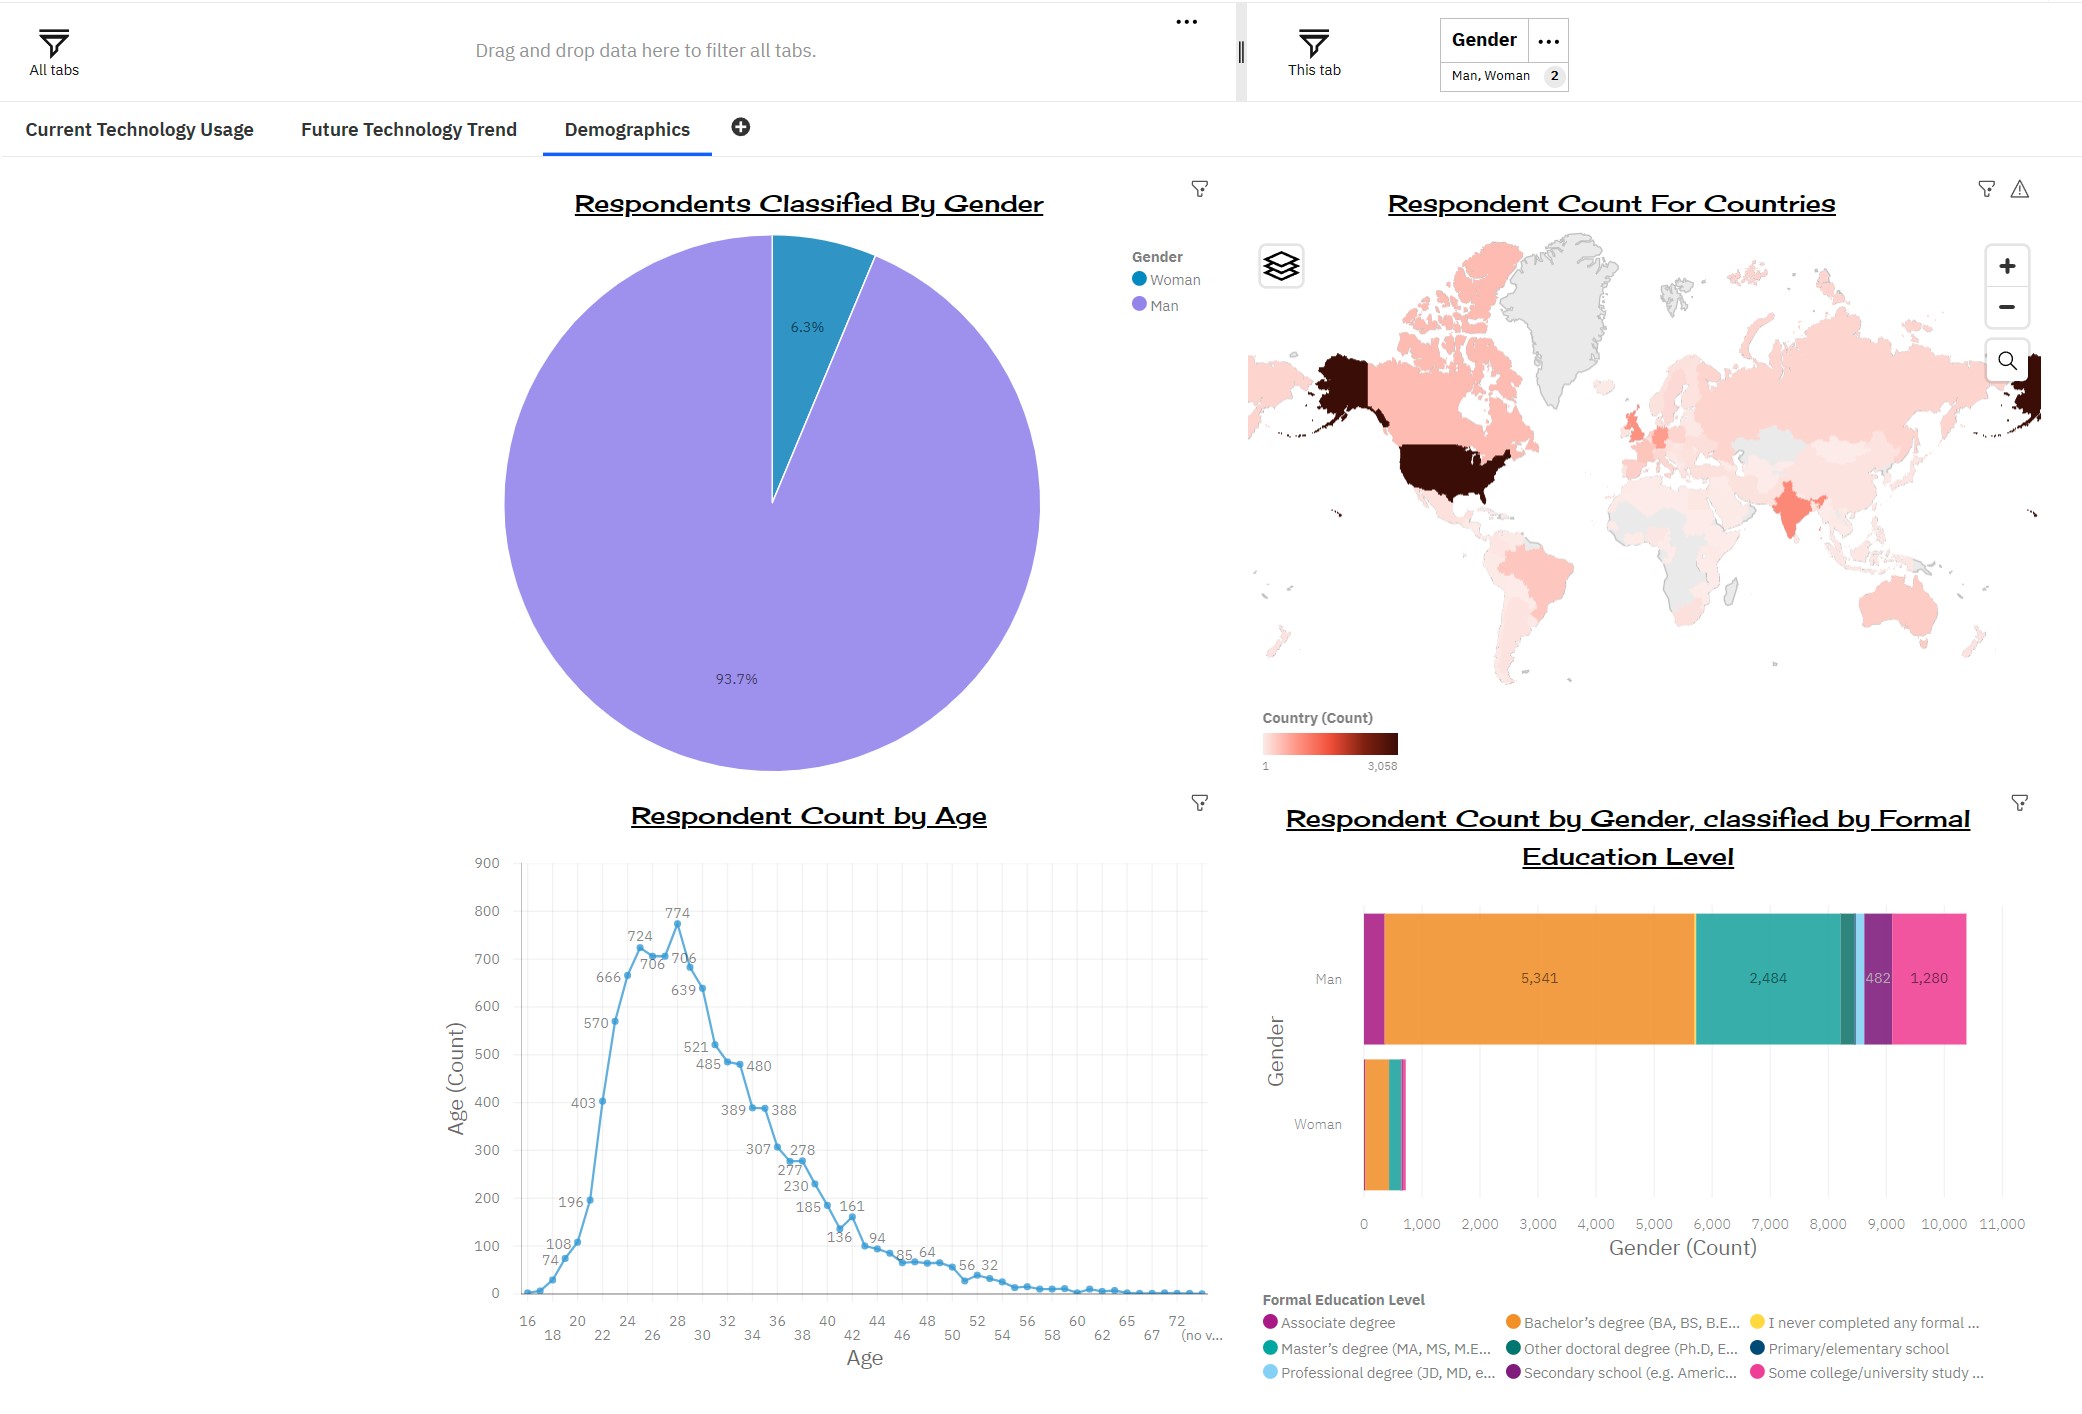 All tabs
Drag and drop data here to filter all tabs.
This tab
Gender
Man, Woman 2
Current Technology Usage
Future Technology Trend
Demographics
Respondents Classified By Gender
Gender
Woman
Man
6.3%
93.7%
Respondent Count For Countries
Country (Count)
1 3,058
Respondent Count by Age
Age (Count)
900
800
700
600
500
400
300
200
100
0
74
108
196
403
570
666
724
706
774
706
639
521
485
480
389
388
307
277
278
230
185
136
161
94
85
64
56
32
16 20 24 28 32 36 40 44 48 52 56 60 65 72
18 22 26 30 34 38 42 46 50 54 58 62 67 (no v...
Age
Respondent Count by Gender, classified by Formal
Education Level
Gender
Man
5,341
2,484
482
1,280
Woman
0 1,000 2,000 3,000 4,000 5,000 6,000 7,000 8,000 9,000 10,000 11,000
Gender (Count)
Formal Education Level
Associate degree
Bachelor’s degree (BA, BS, B.E...
I never completed any formal ...
Master’s degree (MA, MS, M.E...
Other doctoral degree (Ph.D, E...
Primary/elementary school
Professional degree (JD, MD, e...
Secondary school (e.g. Americ...
Some college/university study ...